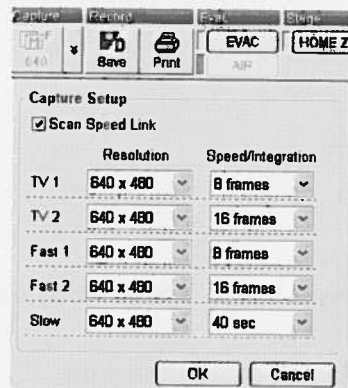 Capture Record Evac Stage
640 Save Print EVAC HOME Z
AIR
Capture Setup
Scan Speed Link
Resolution Speed/Integration
TV 1 640 x 480 8 frames
TV 2 640 x 480 16 frames
Fast 1 640 x 480 8 frames
Fast 2 640 x 480 16 frames
Slow 640 x 480 40 sec
OK Cancel